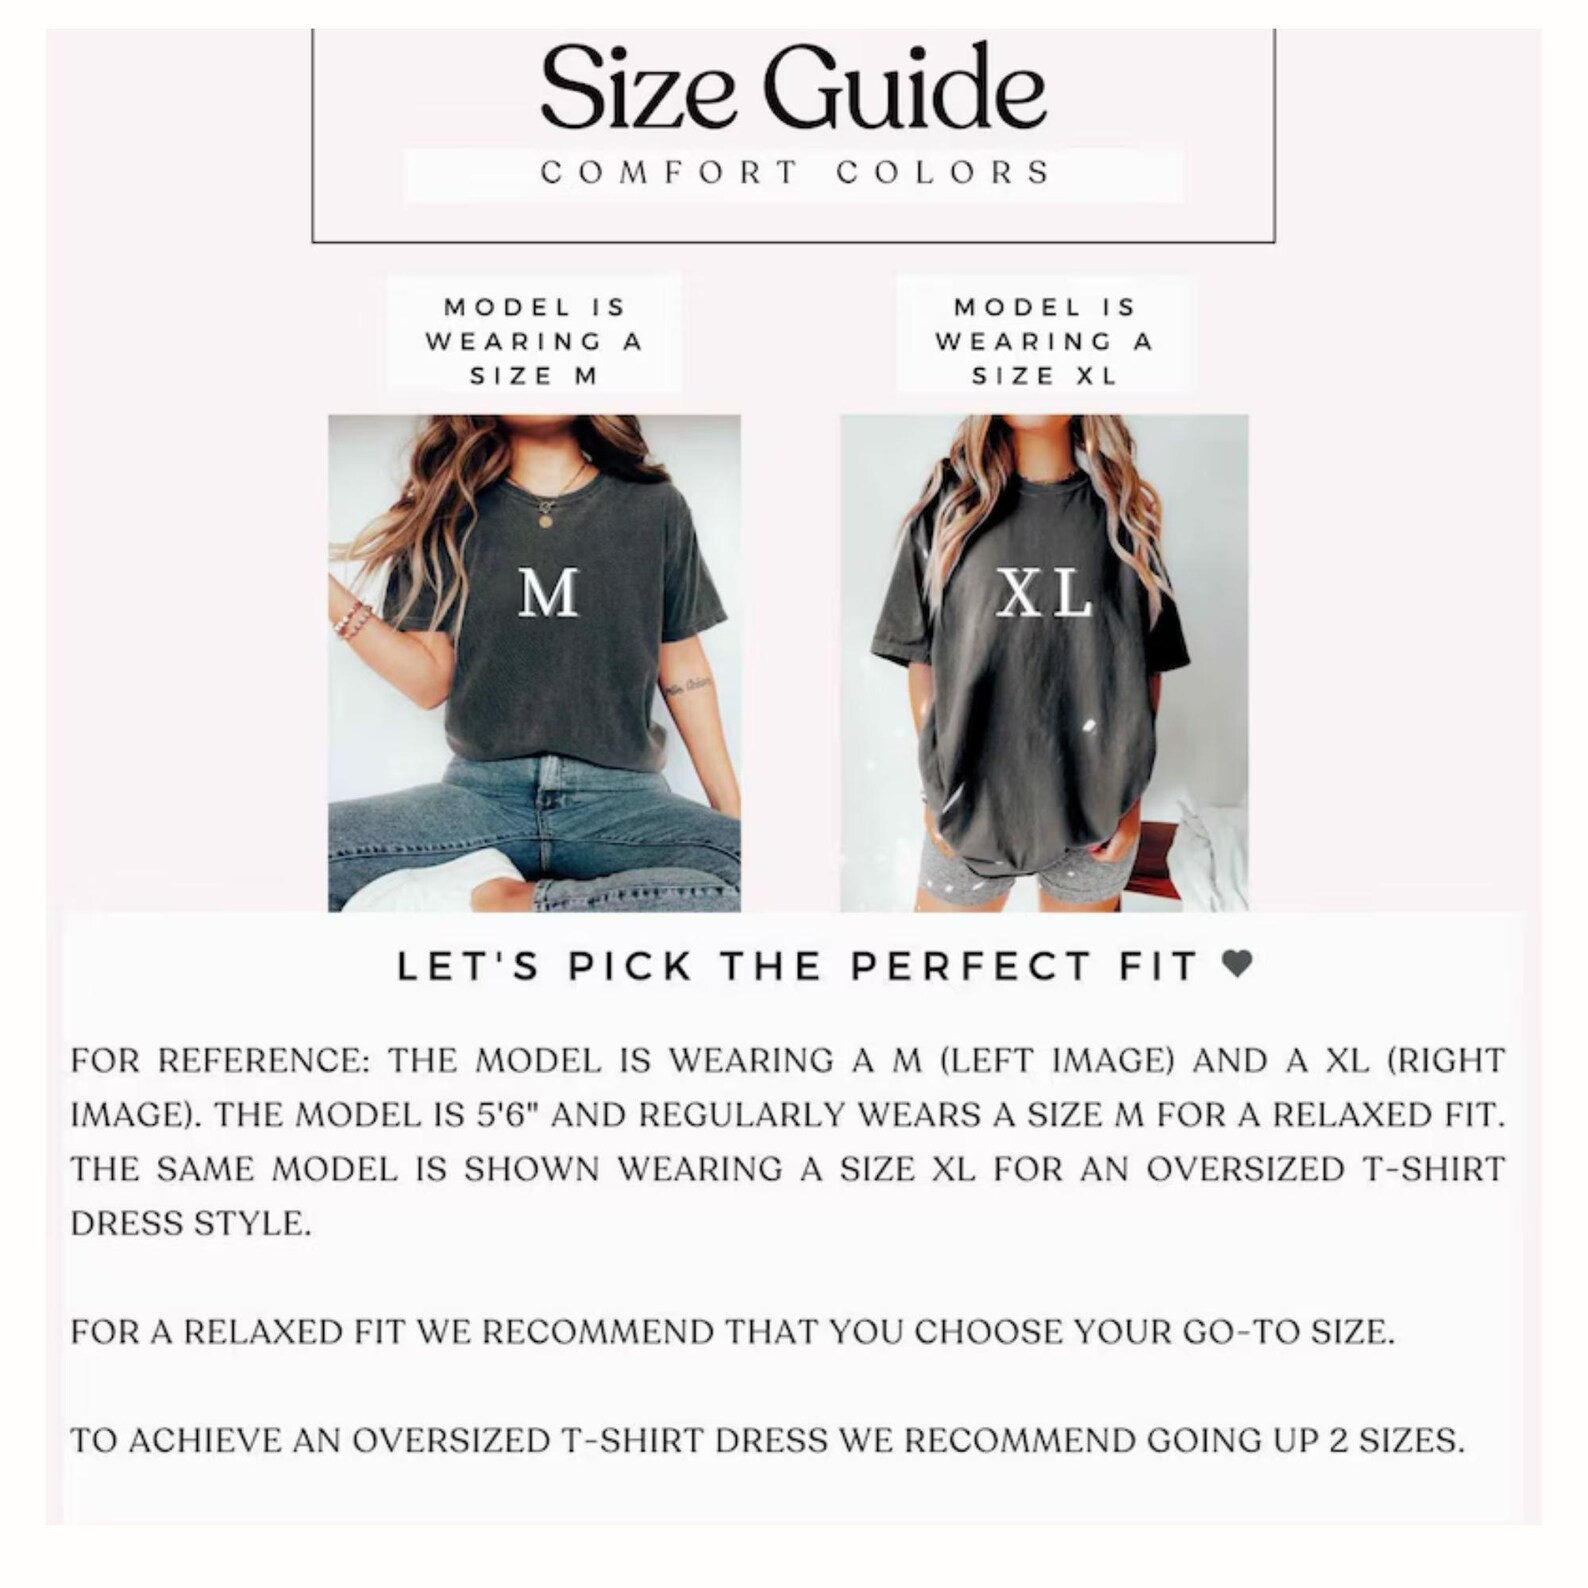 Size Guide
COMFORT COLORS
MODEL IS
WEARING A
SIZE M
MODEL IS
WEARING A
SIZE XL
M
XL
LET'S PICK THE PERFECT FIT ♥
FOR REFERENCE: THE MODEL IS WEARING A M (LEFT IMAGE) AND A XL (RIGHT
IMAGE). THE MODEL IS 5'6" AND REGULARLY WEARS A SIZE M FOR A RELAXED FIT.
THE SAME MODEL IS SHOWN WEARING A SIZE XL FOR AN OVERSIZED T-SHIRT
DRESS STYLE.
FOR A RELAXED FIT WE RECOMMEND THAT YOU CHOOSE YOUR GO-TO SIZE.
TO ACHIEVE AN OVERSIZED T-SHIRT DRESS WE RECOMMEND GOING UP 2 SIZES.